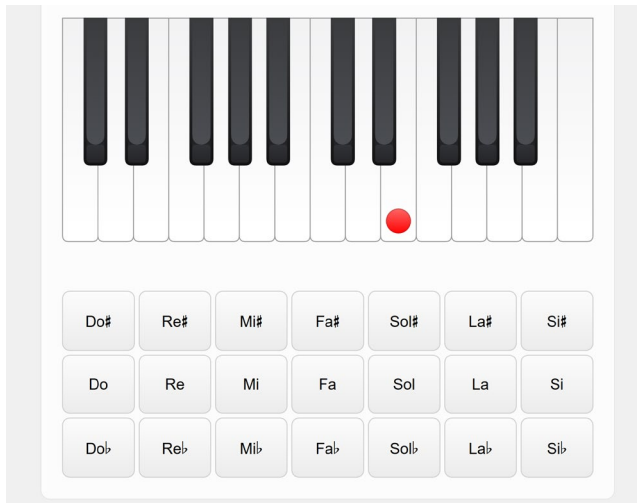 Do♯ Re♯ Mi♯ Fa♯ Sol♯ La♯ Si♯
Do Re Mi Fa Sol La Si
Do♭ Re♭ Mi♭ Fa♭ Sol♭ La♭ Si♭